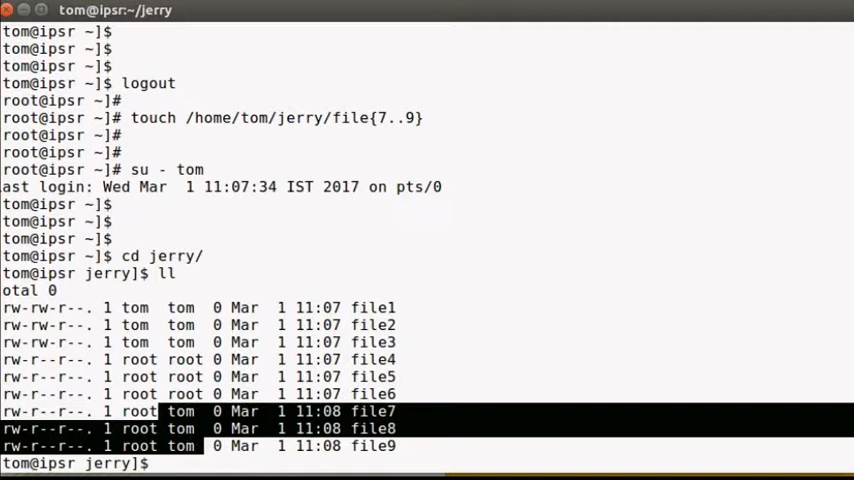 tom@ipsr:~/jerry
tom@ipsr ~]$
tom@ipsr ~]$
tom@ipsr ~]$
tom@ipsr ~]$ logout
root@ipsr ~]#
root@ipsr ~]# touch /home/tom/jerry/file{7..9}
root@ipsr ~]#
root@ipsr ~]#
root@ipsr ~]# su - tom
ast login: Wed Mar  1 11:07:34 IST 2017 on pts/0
tom@ipsr ~]$
tom@ipsr ~]$
tom@ipsr ~]$
tom@ipsr ~]$ cd jerry/
tom@ipsr jerry]$ ll
otal 0
rw-rw-r--. 1 tom  tom  0 Mar  1 11:07 file1
rw-rw-r--. 1 tom  tom  0 Mar  1 11:07 file2
rw-rw-r--. 1 tom  tom  0 Mar  1 11:07 file3
rw-r--r--. 1 root root 0 Mar  1 11:07 file4
rw-r--r--. 1 root root 0 Mar  1 11:07 file5
rw-r--r--. 1 root root 0 Mar  1 11:07 file6
rw-r--r--. 1 root tom  0 Mar  1 11:08 file7
rw-r--r--. 1 root tom  0 Mar  1 11:08 file8
rw-r--r--. 1 root tom  0 Mar  1 11:08 file9
tom@ipsr jerry]$